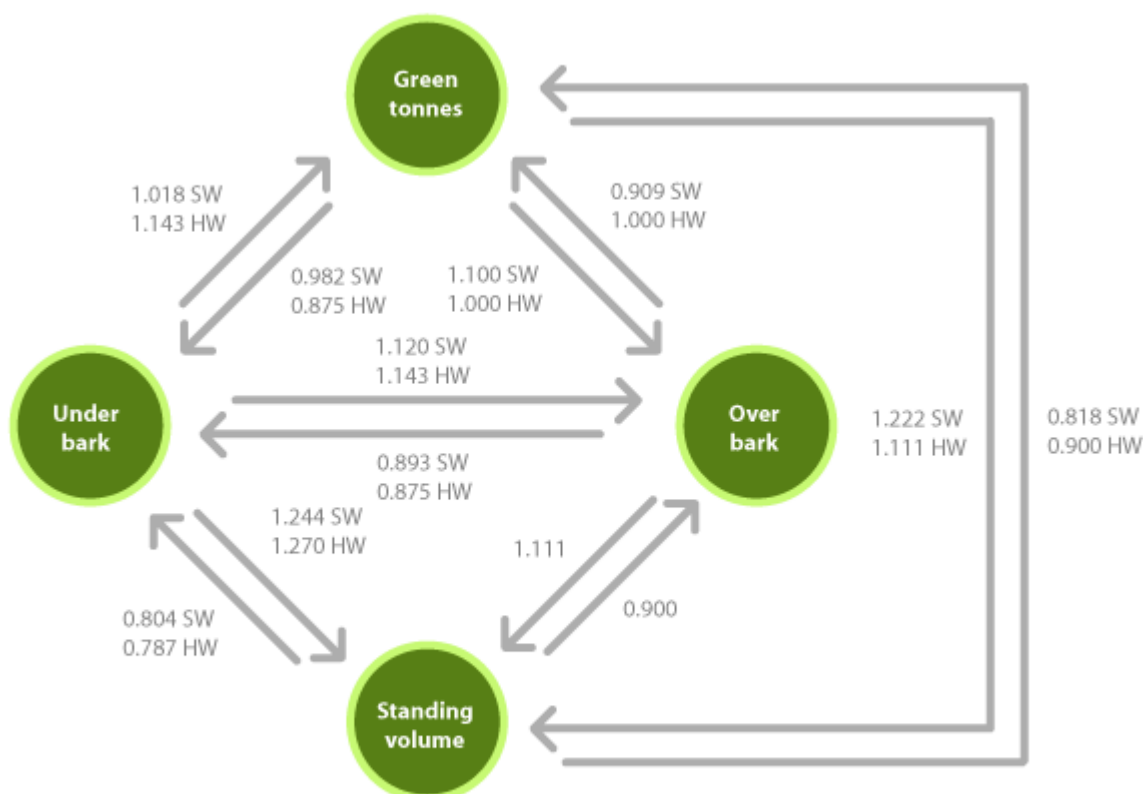 Green
tonnes
1.018 SW
1.143 HW
0.909 SW
1.000 HW
0.982 SW
0.875 HW
1.100 SW
1.000 HW
1.120 SW
1.143 HW
Under
bark
Over
bark
1.222 SW
1.111 HW
0.818 SW
0.900 HW
0.893 SW
0.875 HW
1.244 SW
1.270 HW
1.111
0.804 SW
0.787 HW
0.900
Standing
volume